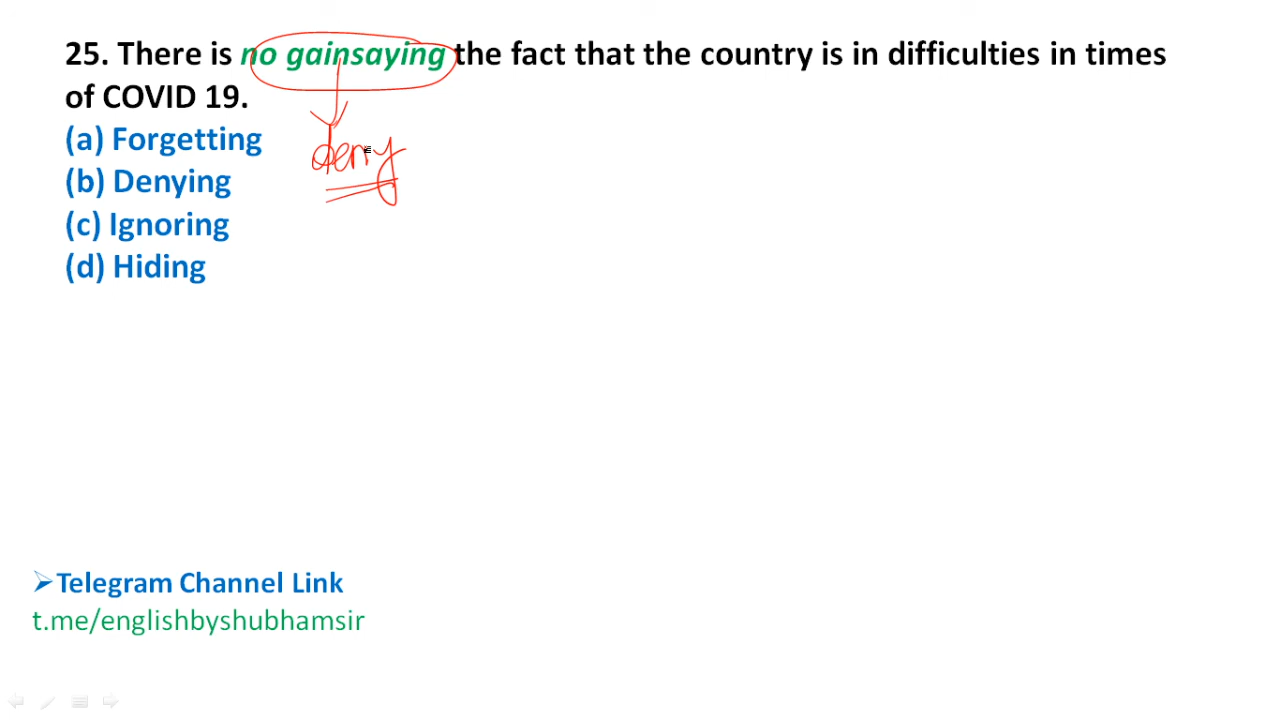 25. There is no gainsaying the fact that the country is in difficulties in times
of COVID 19.
(a) Forgetting
deny
(b) Denying
(c) Ignoring
(d) Hiding
Telegram Channel Link
t.me/englishbyshubhamsir